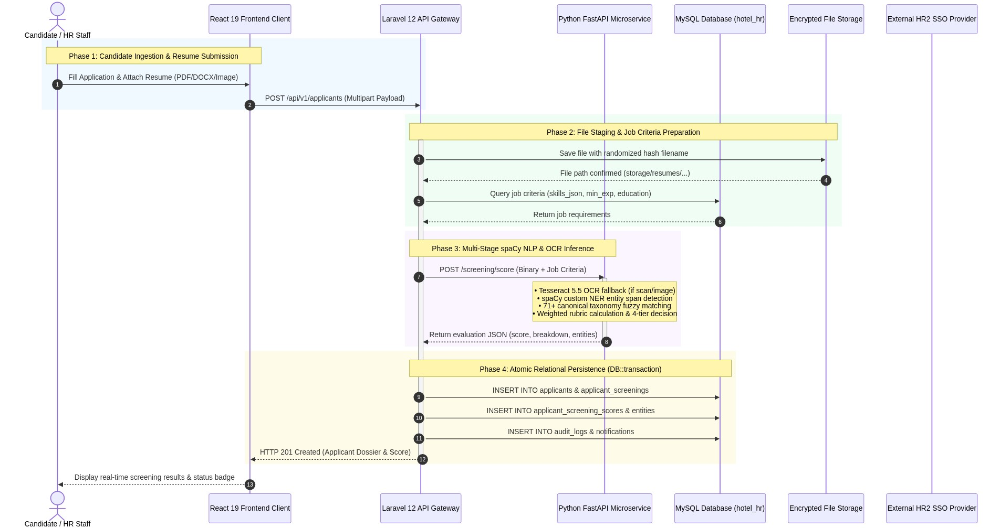 Candidate / HR Staff
React 19 Frontend Client
Laravel 12 API Gateway
Python FastAPI Microservice
MySQL Database (hotel_hr)
Encrypted File Storage
External HR2 SSO Provider
Phase 1: Candidate Ingestion & Resume Submission
Fill Application & Attach Resume (PDF/DOCX/Image)
1
POST /api/v1/applicants (Multipart Payload)
2
Phase 2: File Staging & Job Criteria Preparation
Save file with randomized hash filename
3
File path confirmed (storage/resumes/...)
4
Query job criteria (skills_json, min_exp, education)
5
Return job requirements
6
Phase 3: Multi-Stage spaCy NLP & OCR Inference
POST /screening/score (Binary + Job Criteria)
7
• Tesseract 5.5 OCR fallback (if scan/image)
• spaCy custom NER entity span detection
• 71+ canonical taxonomy fuzzy matching
• Weighted rubric calculation & 4-tier decision
Return evaluation JSON (score, breakdown, entities)
8
Phase 4: Atomic Relational Persistence (DB::transaction)
INSERT INTO applicants & applicant_screenings
9
INSERT INTO applicant_screening_scores & entities
10
INSERT INTO audit_logs & notifications
11
HTTP 201 Created (Applicant Dossier & Score)
12
Display real-time screening results & status badge
13
Candidate / HR Staff
React 19 Frontend Client
Laravel 12 API Gateway
Python FastAPI Microservice
MySQL Database (hotel_hr)
Encrypted File Storage
External HR2 SSO Provider